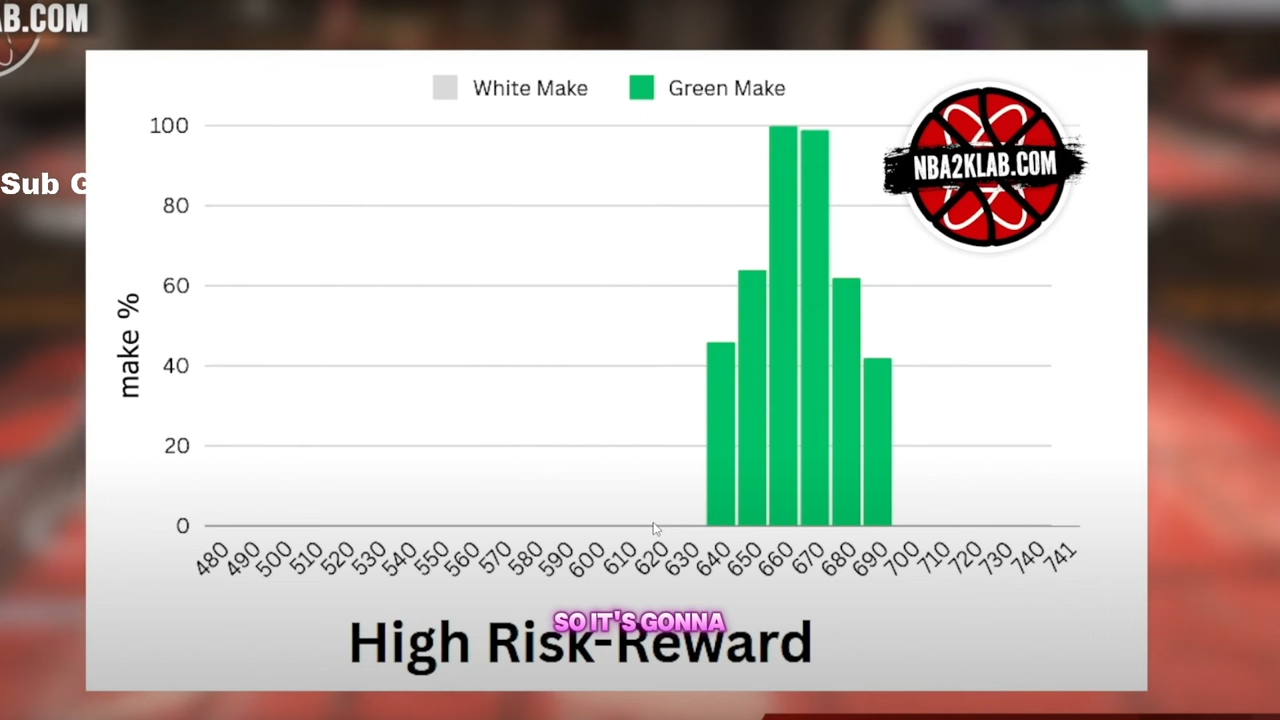 AB.COM
White Make
Green Make
NBA2KLAB.COM
Sub G
make %
100
80
60
40
20
0
480 490 500 510 520 530 540 550 560 570 580 590 600 610 620 630 640 650 660 670 680 690 700 710 720 730 740 741
SO IT'S GONNA
High Risk-Reward